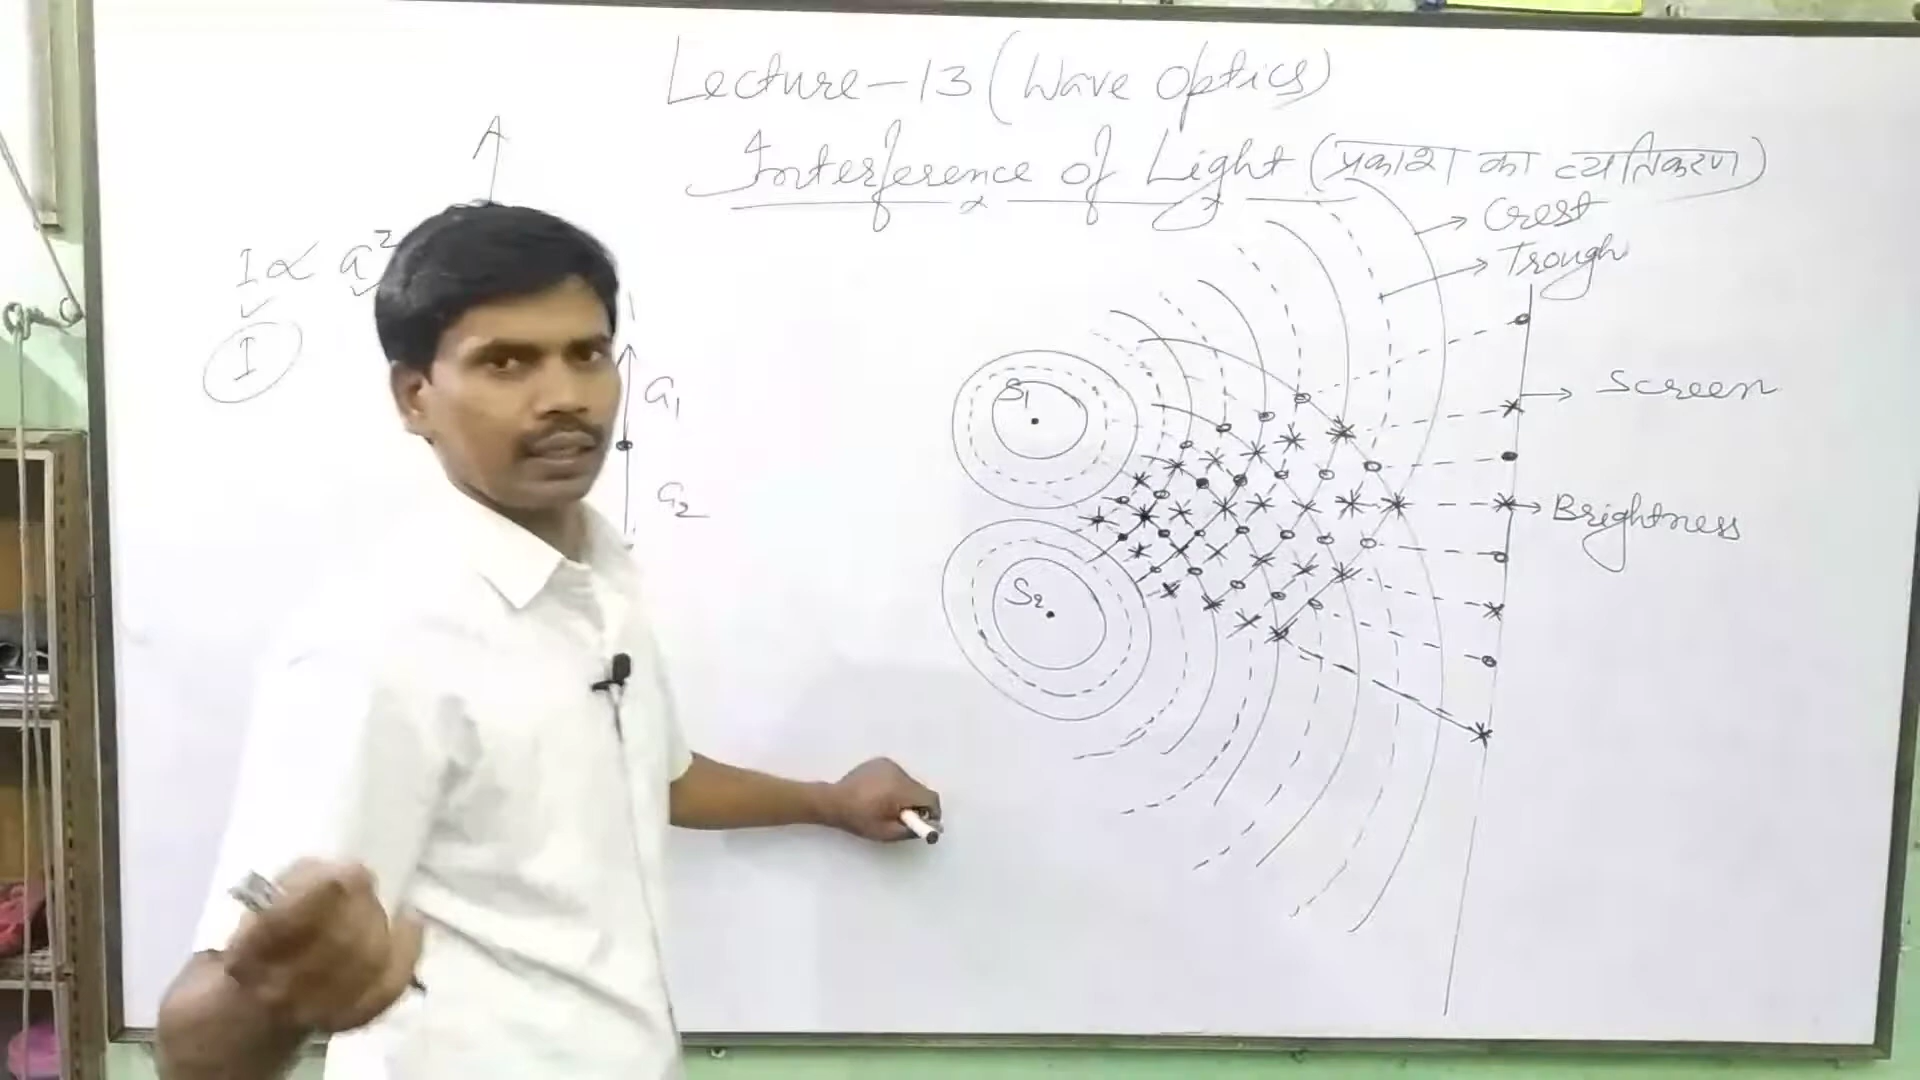 Lecture-13 (Wave Optics)
Interference of Light (प्रकाश का व्यतिकरण)
Crest
Trough
I ∝ a²
I
a₁
a₂
S₁
S₂
Screen
Brightness